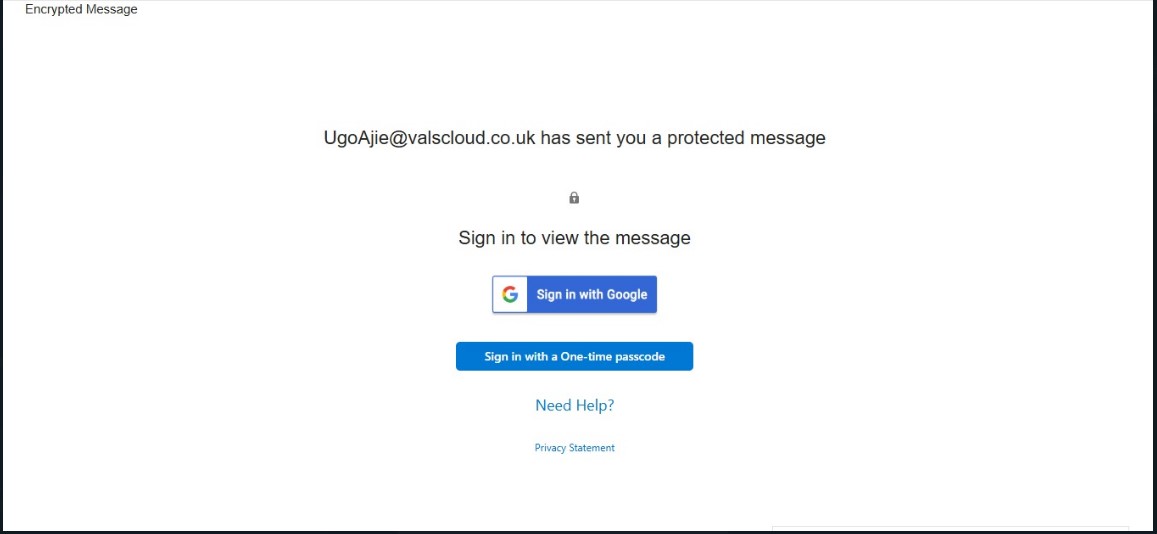 Encrypted Message
UgoAjie@valscloud.co.uk has sent you a protected message
Sign in to view the message
Sign in with Google
Sign in with a One-time passcode
Need Help?
Privacy Statement